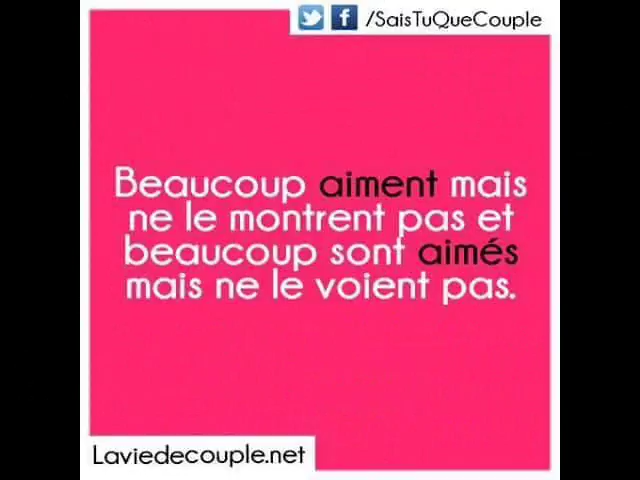 /SaisTuQueCouple
Beaucoup aiment mais
ne le montrent pas et
beaucoup sont aimés
mais ne le voient pas.
Laviedecouple.net